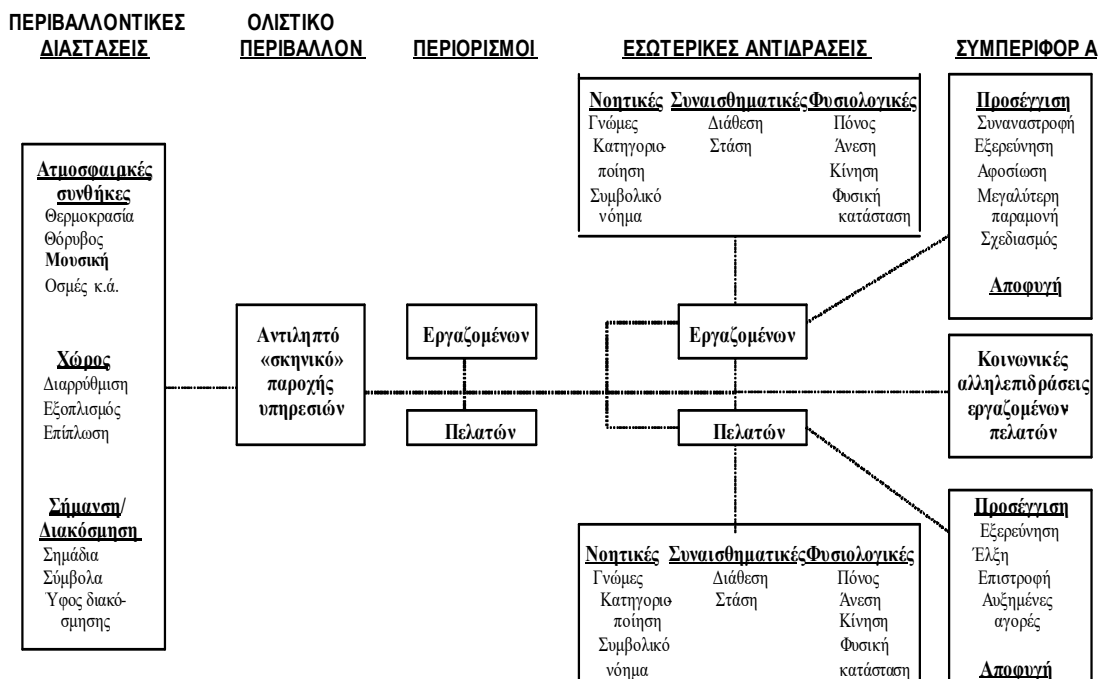 ΠΕΡΙΒΑΛΛΟΝΤΙΚΕΣ
ΔΙΑΣΤΑΣΕΙΣ
ΟΛΙΣΤΙΚΟ
ΠΕΡΙΒΑΛΛΟΝ
ΠΕΡΙΟΡΙΣΜΟΙ
ΕΣΩΤΕΡΙΚΕΣ ΑΝΤΙΔΡΑΣΕΙΣ
ΣΥΜΠΕΡΙΦΟΡ Α
Ατμοσφαιρκές
συνθήκες
Θερμοκρασία
Θόρυβος
Μουσική
Οσμές κ.ά.
Χώρος
Διαρρύθμιση
Εξοπλισμός
Επίπλωση
Σήμανση/
Διακόσμηση
Σημάδια
Σύμβολα
Ύφος διακό-
σμησης
Αντιληπτό
«σκηνικό»
παροχής
υπηρεσιών
Εργαζομένων
Πελατών
Νοητικές
Γνώμες
Κατηγοριο-
ποίηση
Συμβολικό
νόημα
Συναισθηματικές
Διάθεση
Στάση
Φυσιολογικές
Πόνος
Άνεση
Κίνηση
Φυσική
κατάσταση
Εργαζομένων
Πελατών
Νοητικές
Γνώμες
Κατηγοριο-
ποίηση
Συμβολικό
νόημα
Συναισθηματικές
Διάθεση
Στάση
Φυσιολογικές
Πόνος
Άνεση
Κίνηση
Φυσική
κατάσταση
Προσέγγιση
Συναναστροφή
Εξερεύνηση
Αφοσίωση
Μεγαλύτερη
παραμονή
Σχεδιασμός
Αποφυγή
Κοινωνικές
αλληλεπιδράσεις
εργαζομένων-
πελατών
Προσέγγιση
Εξερεύνηση
Έλξη
Επιστροφή
Αυξημένες
αγορές
Αποφυγή